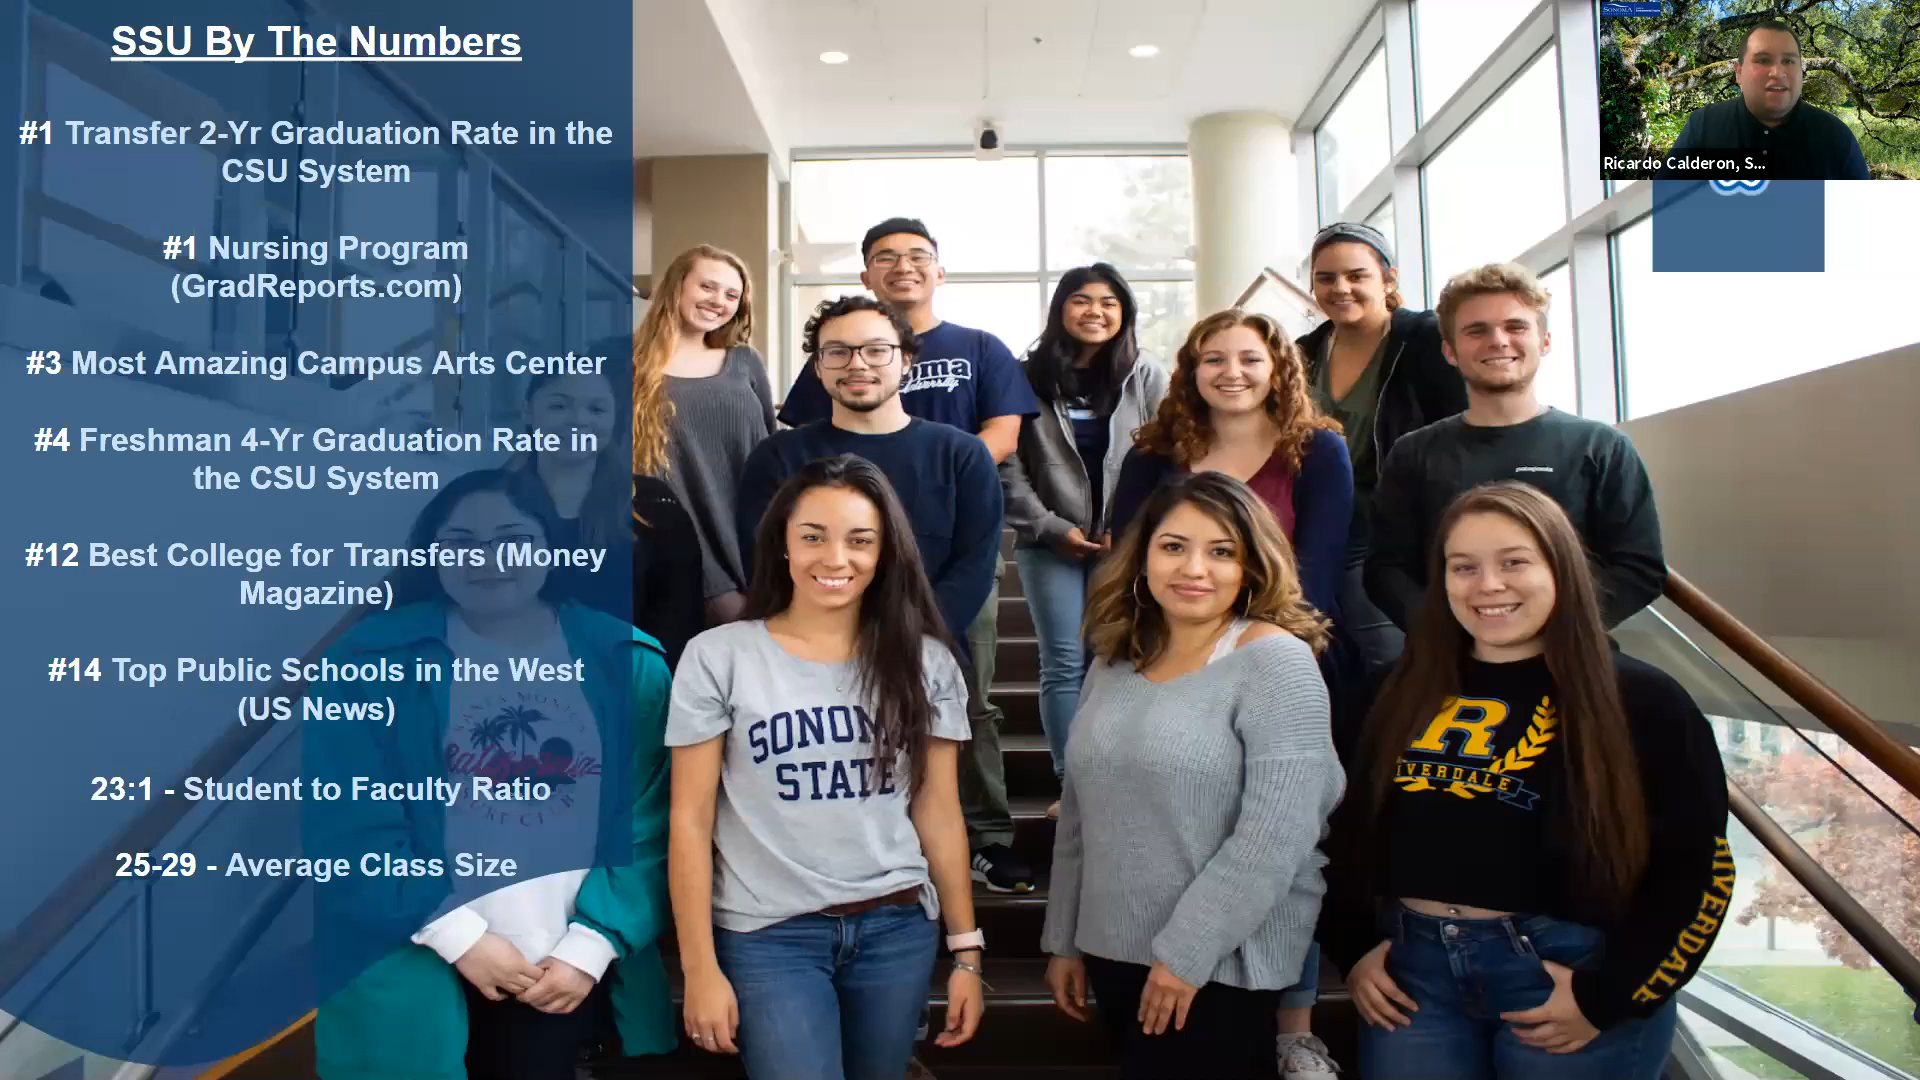 SSU By The Numbers
#1 Transfer 2-Yr Graduation Rate in the
CSU System
#1 Nursing Program
(GradReports.com)
#3 Most Amazing Campus Arts Center
#4 Freshman 4-Yr Graduation Rate in
the CSU System
#12 Best College for Transfers (Money
Magazine)
#14 Top Public Schools in the West
(US News)
23:1 - Student to Faculty Ratio
25-29 - Average Class Size
SONOMA
Ricardo Calderon, S...
SONOMA
STATE
R
RIVERDALE
RIVERDALE